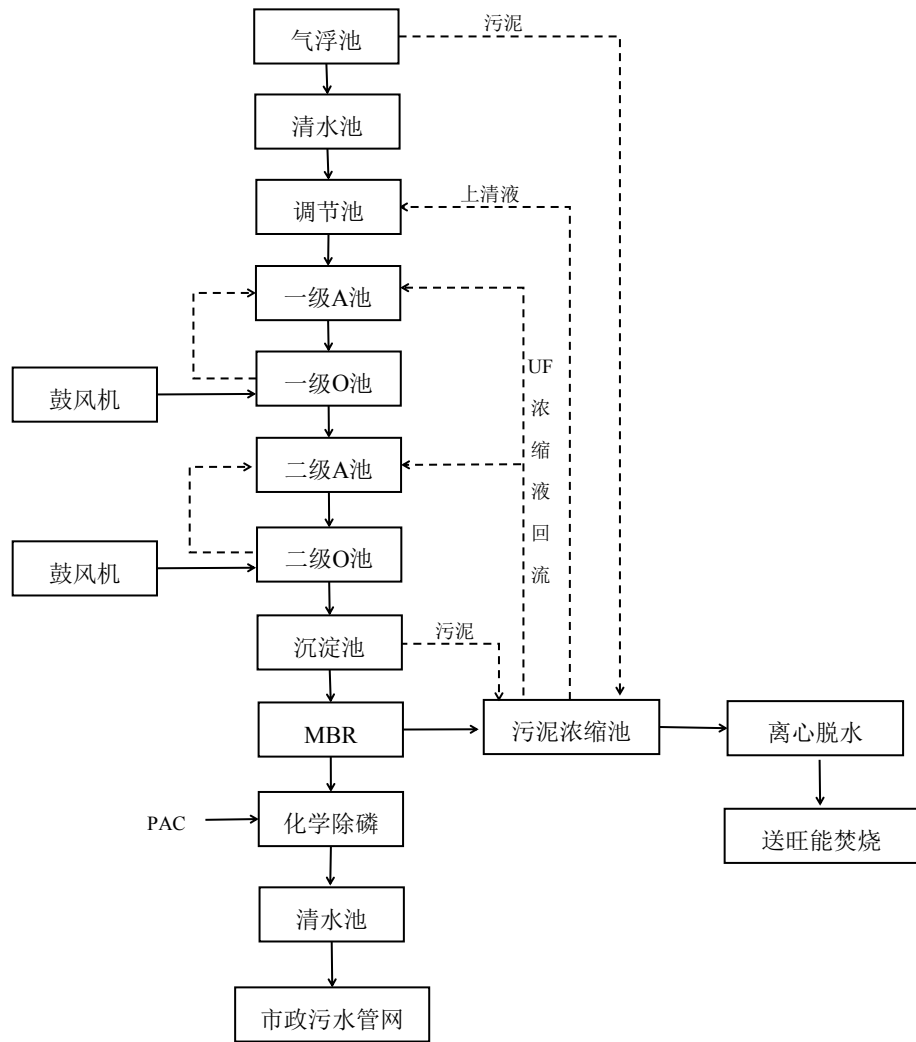 气浮池
污泥
清水池
上清液
调节池
一级A池
UF
浓
缩
液
回
流
一级O池
鼓风机
二级A池
二级O池
鼓风机
污泥
沉淀池
MBR
污泥浓缩池
离心脱水
PAC
化学除磷
送旺能焚烧
清水池
市政污水管网